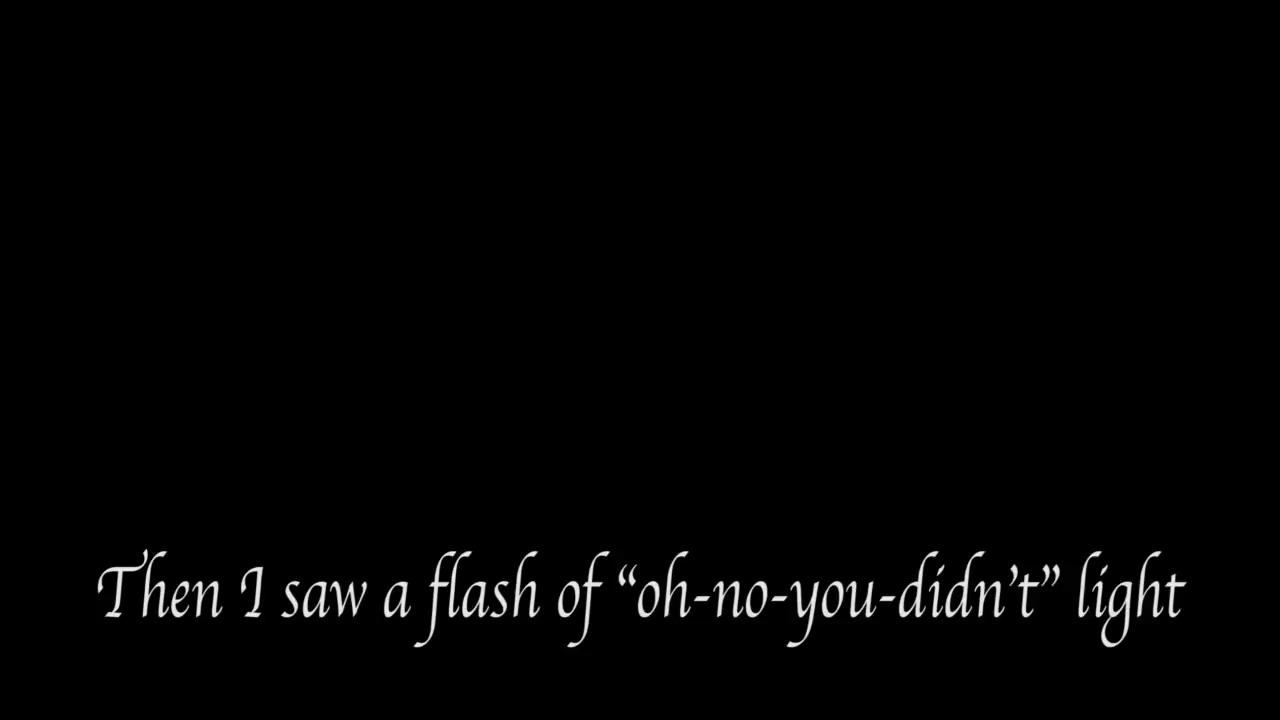 Then I saw a flash of “oh-no-you-didn’t” light